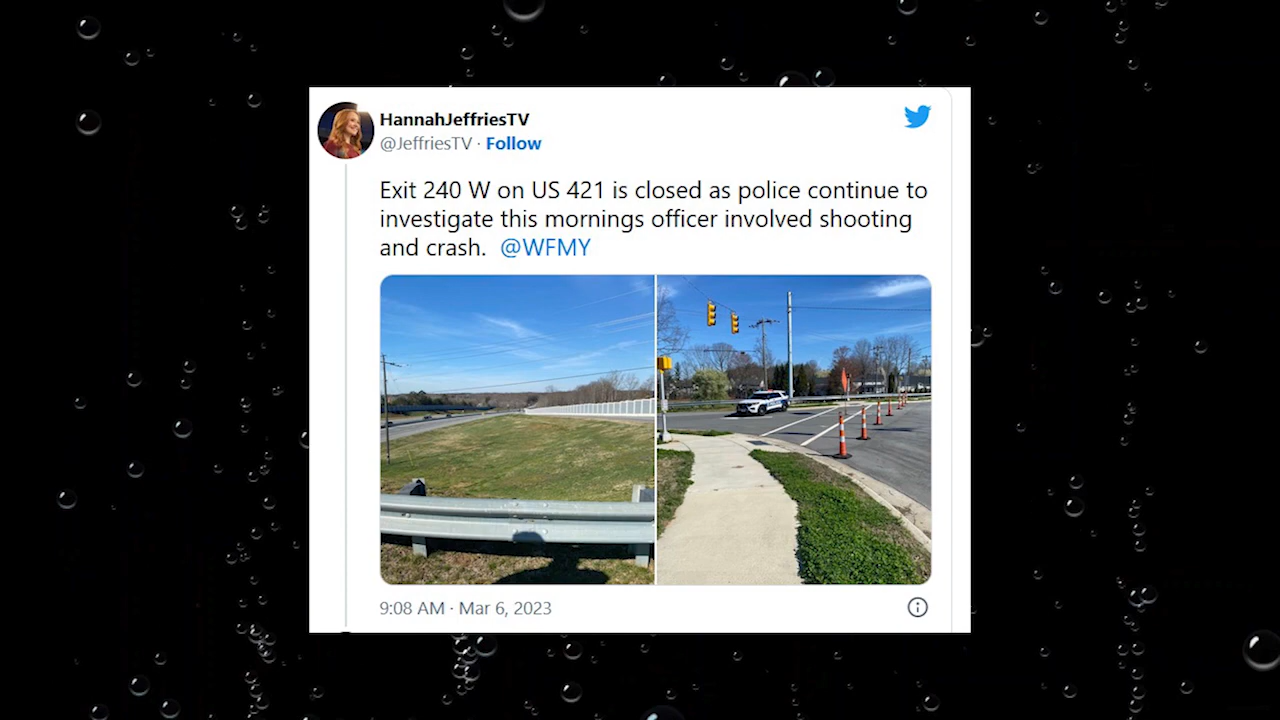 HannahJeffriesTV
@JeffriesTV · Follow
Exit 240 W on US 421 is closed as police continue to
investigate this mornings officer involved shooting
and crash. @WFMY
9:08 AM · Mar 6, 2023